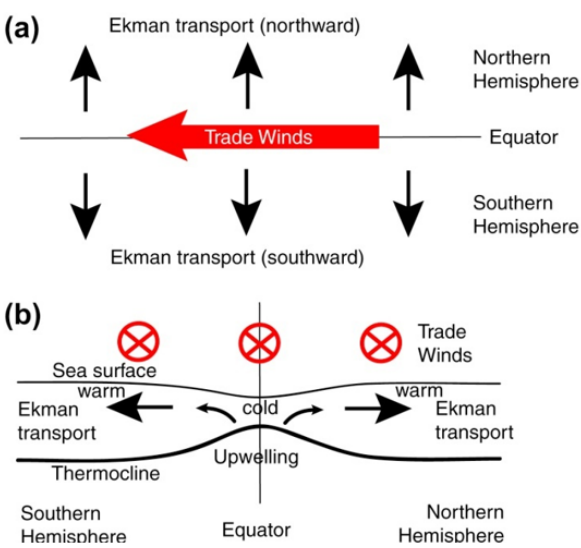 (a)
Ekman transport (northward)
Northern
Hemisphere
Trade Winds
Equator
Southern
Hemisphere
Ekman transport (southward)
(b)
Trade
Winds
Sea surface
warm
warm
cold
Ekman
transport
Ekman
transport
Upwelling
Thermocline
Southern
Hemisphere
Equator
Northern
Hemisphere